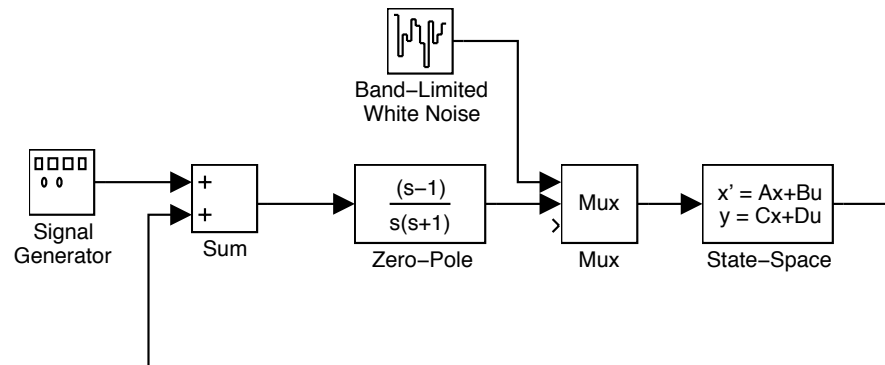 Band−Limited
White Noise
Signal
Generator
+
+
Sum
(s−1)
s(s+1)
Zero−Pole
Mux
Mux
x’ = Ax+Bu
y = Cx+Du
State−Space